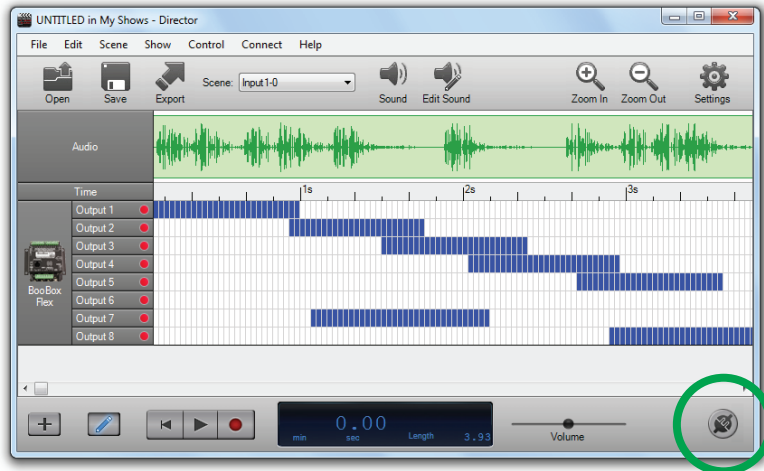 UNTITLED in My Shows - Director
File Edit Scene Show Control Connect Help
Scene: Input1-0
Open Save Export Sound Edit Sound Zoom In Zoom Out Settings
Audio
Time 1s 2s 3s
Output 1
Output 2
Output 3
Output 4
Output 5
Output 6
Output 7
Output 8
BooBox
Flex
0.00
min sec Length 3.93
Volume